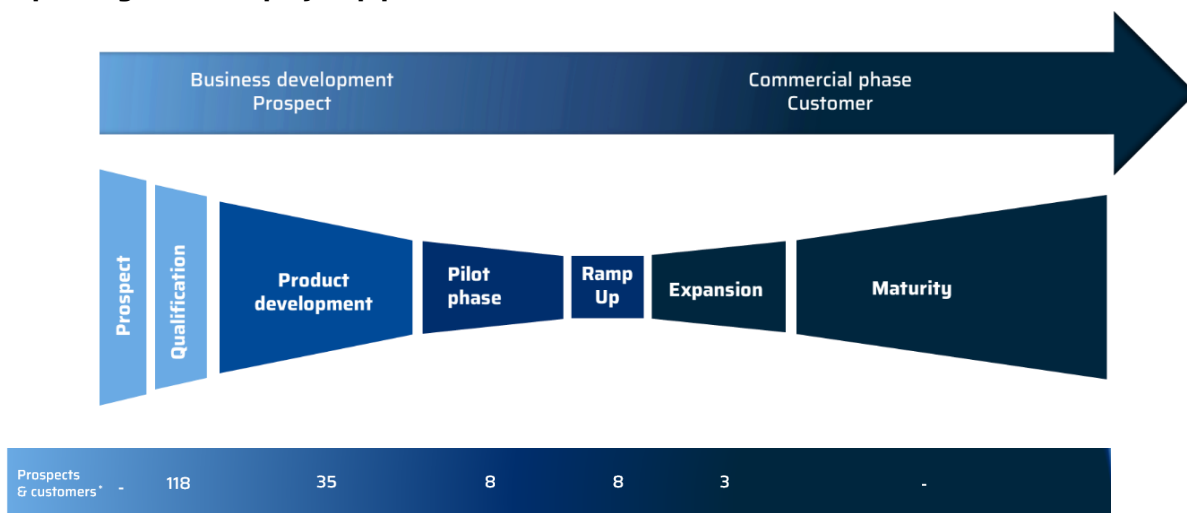 Business development
Prospect
Commercial phase
Customer
Prospect
Qualification
Product
development
Pilot
phase
Ramp
Up
Expansion
Maturity
Prospects
& customers*
- 118 35 8 8 3 -